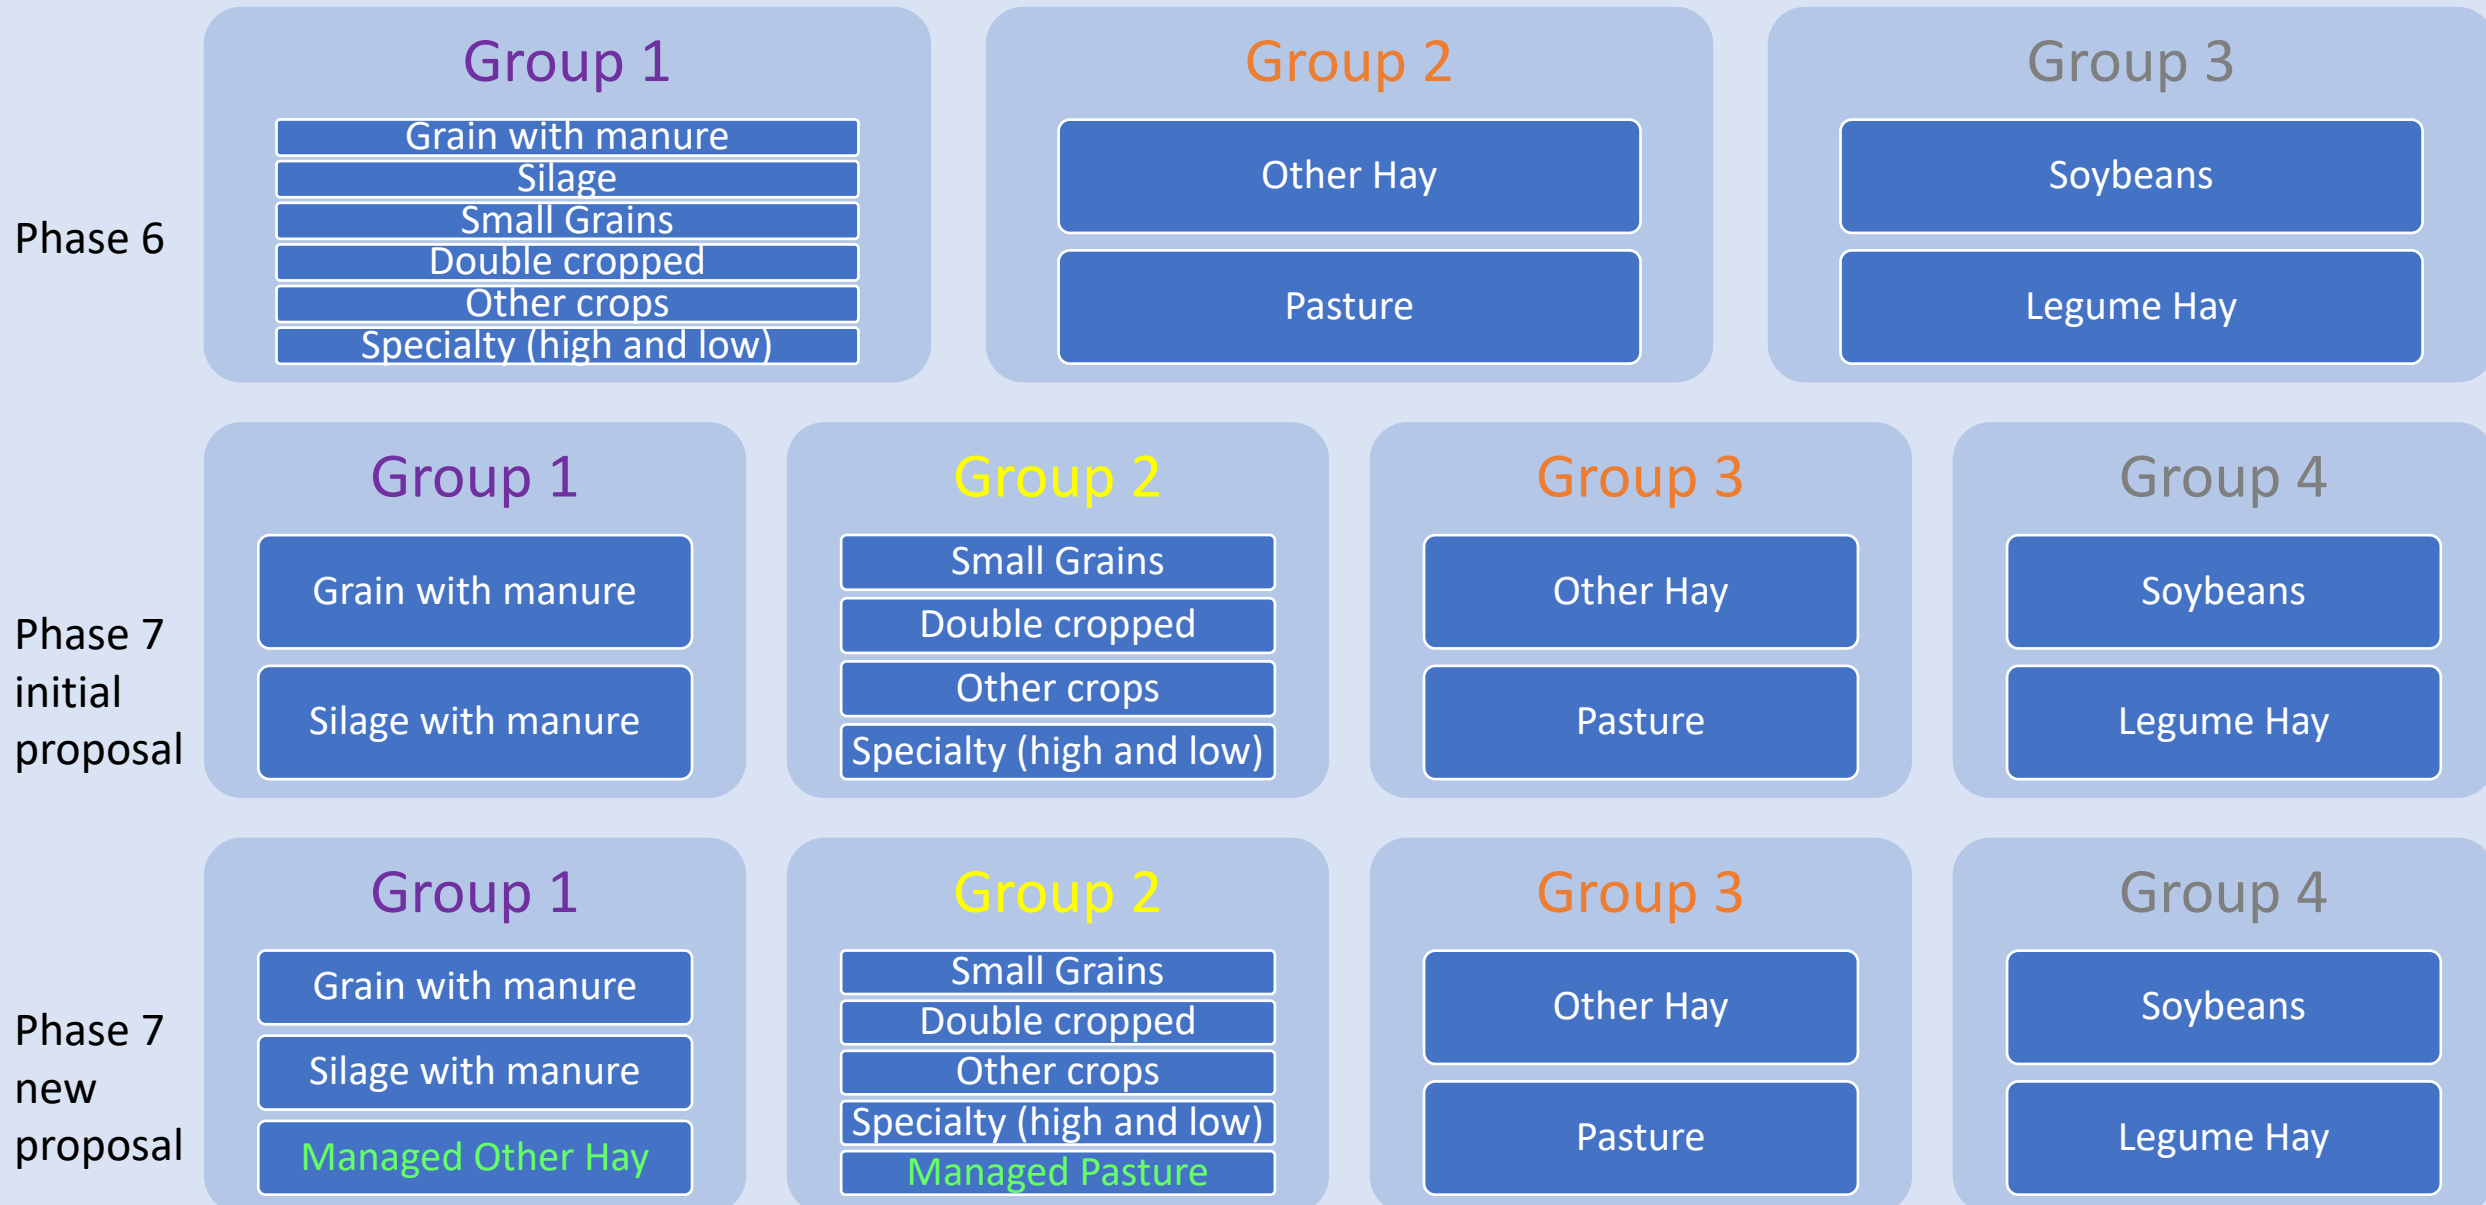 Phase 6
Group 1
Grain with manure
Silage
Small Grains
Double cropped
Other crops
Specialty (high and low)
Group 2
Other Hay
Pasture
Group 3
Soybeans
Legume Hay
Phase 7
initial
proposal
Group 1
Grain with manure
Silage with manure
Group 2
Small Grains
Double cropped
Other crops
Specialty (high and low)
Group 3
Other Hay
Pasture
Group 4
Soybeans
Legume Hay
Phase 7
new
proposal
Group 1
Grain with manure
Silage with manure
Managed Other Hay
Group 2
Small Grains
Double cropped
Other crops
Specialty (high and low)
Managed Pasture
Group 3
Other Hay
Pasture
Group 4
Soybeans
Legume Hay